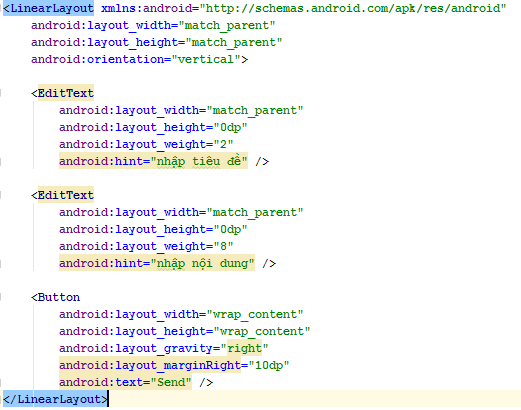 <LinearLayout xmlns:android="http://schemas.android.com/apk/res/android"
    android:layout_width="match_parent"
    android:layout_height="match_parent"
    android:orientation="vertical">

    <EditText
        android:layout_width="match_parent"
        android:layout_height="0dp"
        android:layout_weight="2"
        android:hint="nhập tiêu đề" />

    <EditText
        android:layout_width="match_parent"
        android:layout_height="0dp"
        android:layout_weight="8"
        android:hint="nhập nội dung" />

    <Button
        android:layout_width="wrap_content"
        android:layout_height="wrap_content"
        android:layout_gravity="right"
        android:layout_marginRight="10dp"
        android:text="Send" />
</LinearLayout>